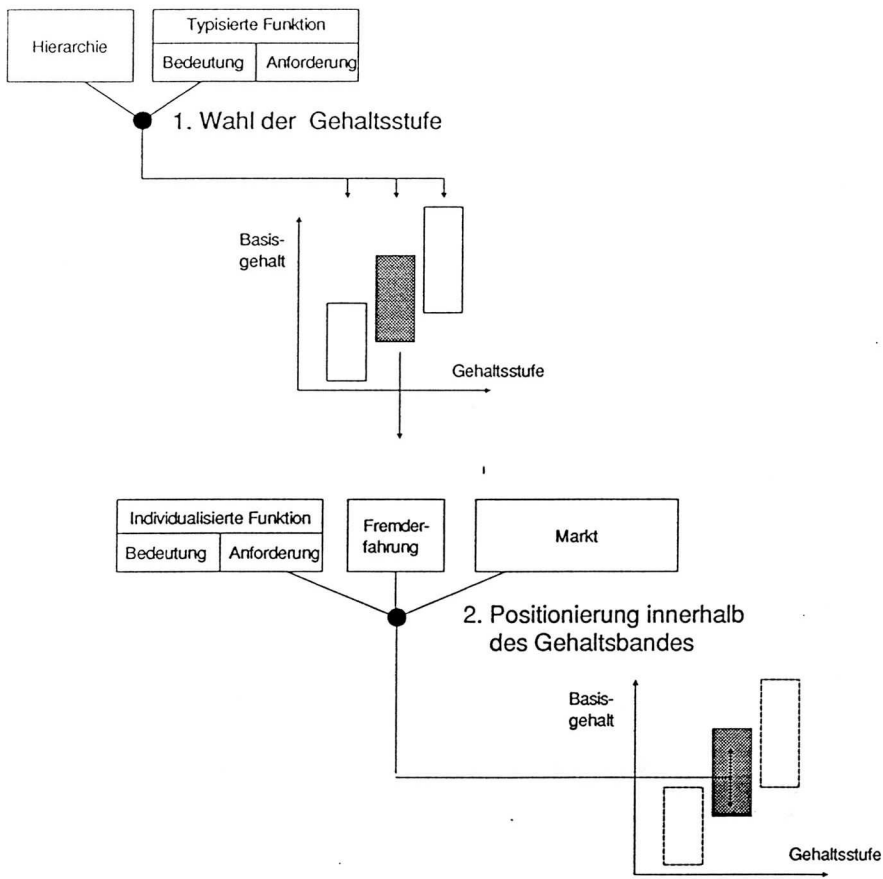 Hierarchie
Typisierte Funktion
Bedeutung
Anforderung
1. Wahl der Gehaltsstufe
Basis-
gehalt
Gehaltsstufe
Individualisierte Funktion
Bedeutung
Anforderung
Fremder-
fahrung
Markt
2. Positionierung innerhalb
des Gehaltsbandes
Basis-
gehalt
Gehaltsstufe